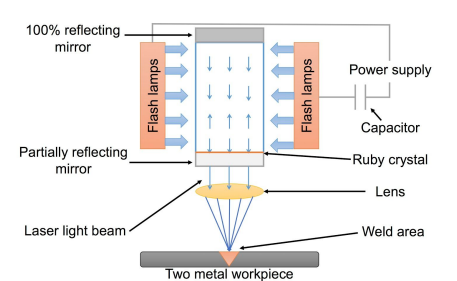 100% reflecting
mirror
Flash lamps
Flash lamps
Power supply
Capacitor
Partially reflecting
mirror
Ruby crystal
Lens
Laser light beam
Weld area
Two metal workpiece